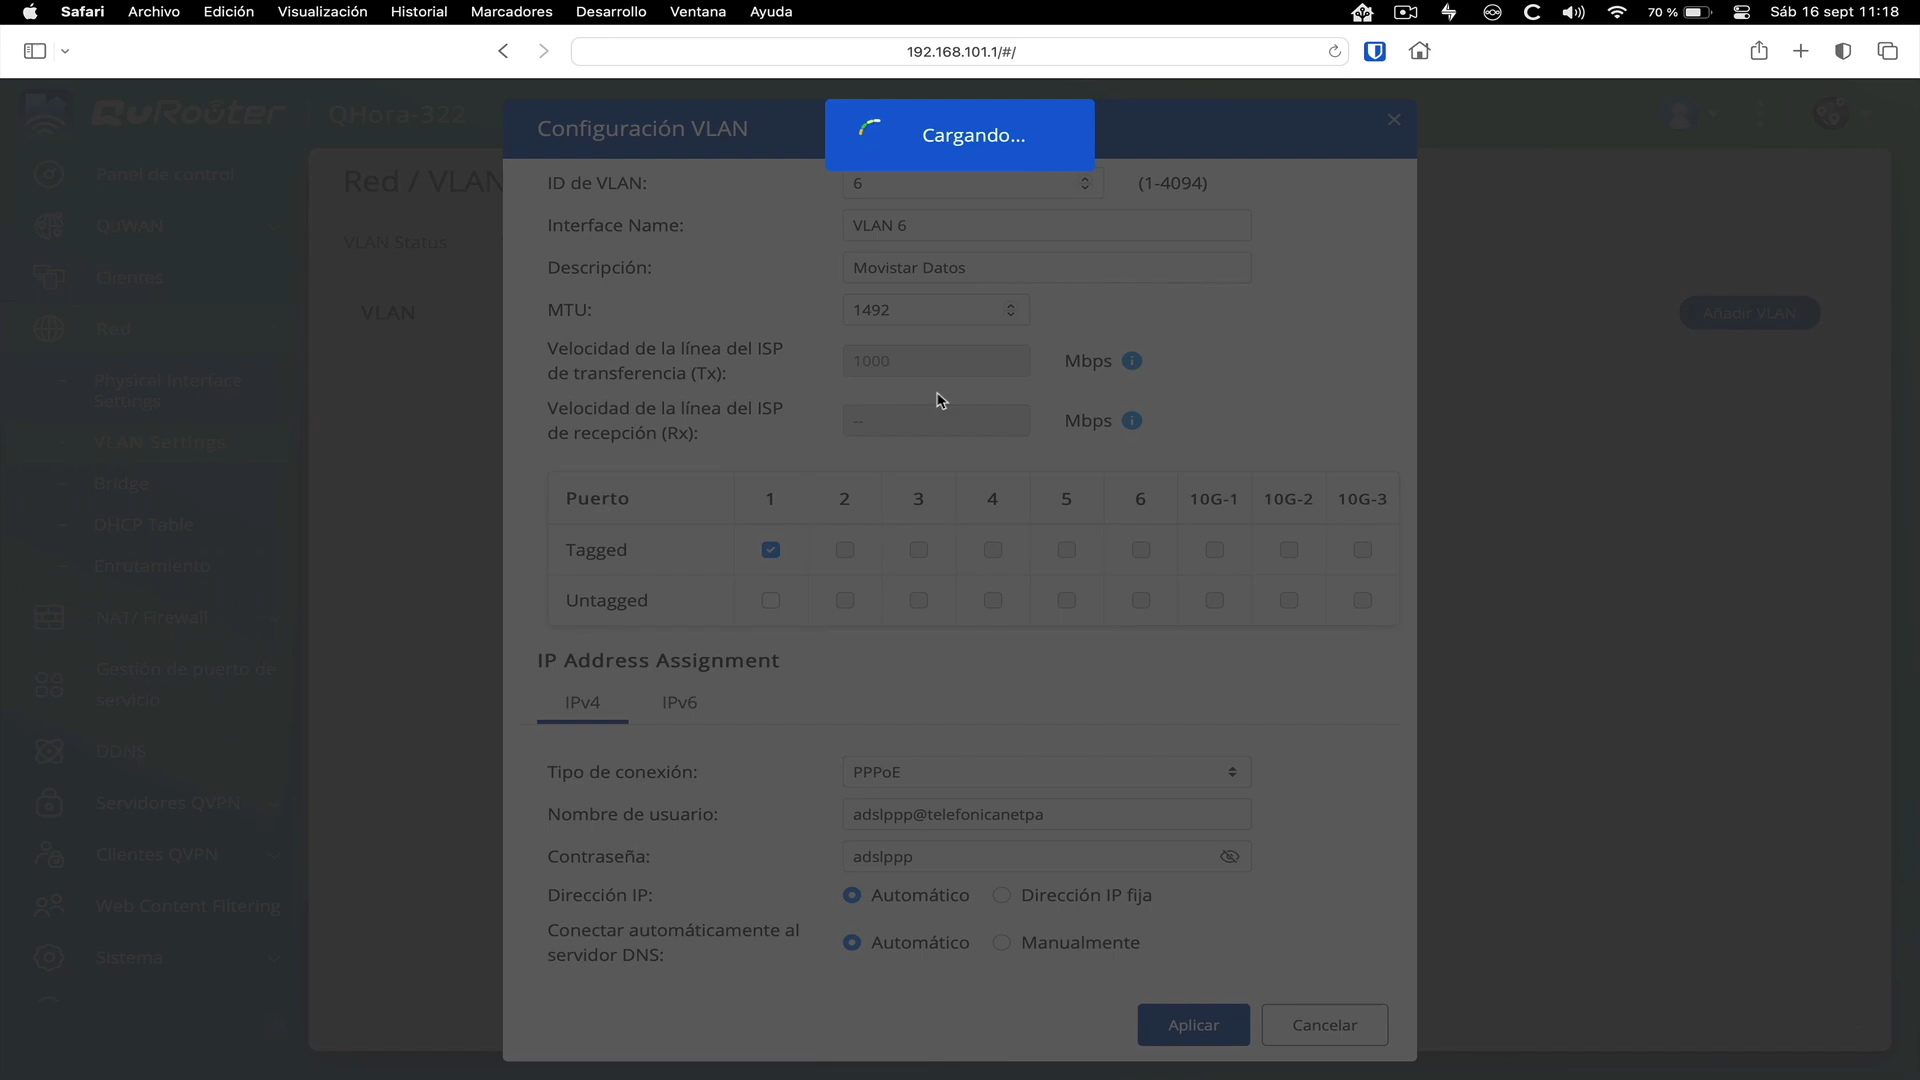 Safari Archivo Edición Visualización Historial Marcadores Desarrollo Ventana Ayuda 70 % Sáb 16 sept 11:18
192.168.101.1/#/
QuRouter QHora-322
Configuración VLAN
Cargando...
Panel de control
QuWAN
Clientes
Red
Physical Interface
Settings
VLAN Settings
Bridge
DHCP Table
Enrutamiento
NAT/ Firewall
Gestión de puerto de
servicio
DDNS
Servidores QVPN
Clientes QVPN
Web Content Filtering
Sistema
Red / VLAN
VLAN Status
VLAN
Añadir VLAN
ID de VLAN: 6 (1-4094)
Interface Name: VLAN 6
Descripción: Movistar Datos
MTU: 1492
Velocidad de la línea del ISP
de transferencia (Tx): 1000 Mbps
Velocidad de la línea del ISP
de recepción (Rx): -- Mbps
Puerto 1 2 3 4 5 6 10G-1 10G-2 10G-3
Tagged
Untagged
IP Address Assignment
IPv4 IPv6
Tipo de conexión: PPPoE
Nombre de usuario: adslppp@telefonicanetpa
Contraseña: adslppp
Dirección IP: Automático Dirección IP fija
Conectar automáticamente al
servidor DNS: Automático Manualmente
Aplicar Cancelar